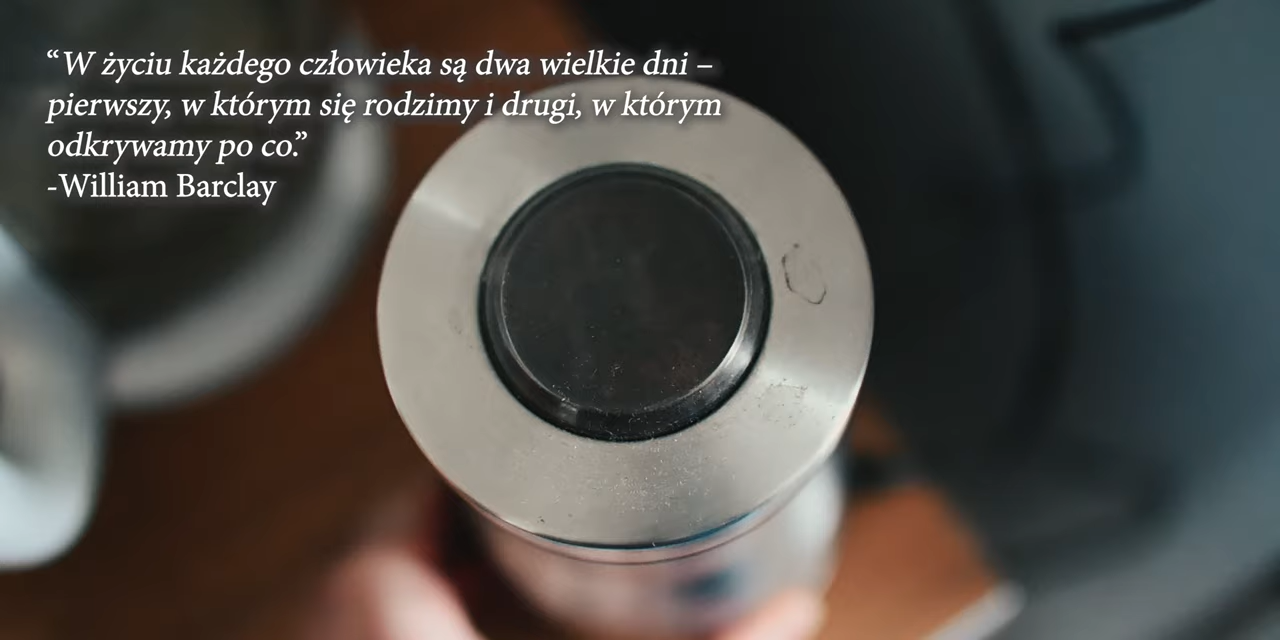 “W życiu każdego człowieka są dwa wielkie dni –
pierwszy, w którym się rodzimy i drugi, w którym
odkrywamy po co.”
-William Barclay